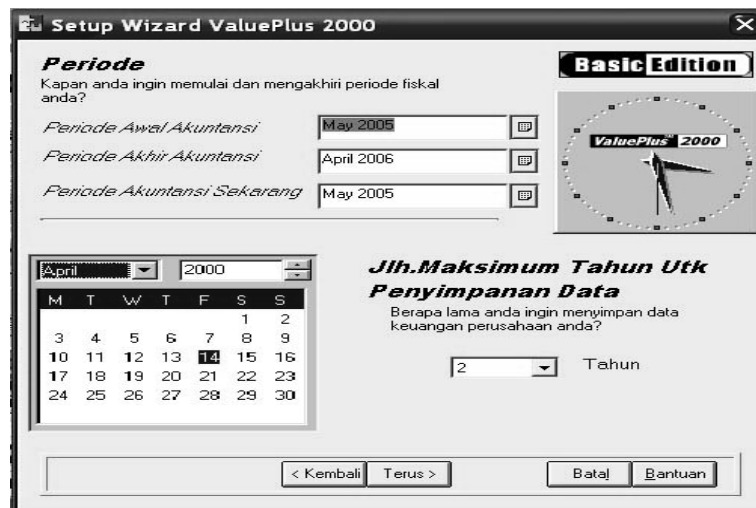 Setup Wizard ValuePlus 2000
Periode
Kapan anda ingin memulai dan mengakhiri periode fiskal
anda?
Basic Edition
Periode Awal Akuntansi
May 2005
Periode Akhir Akuntansi
April 2006
Periode Akuntansi Sekarang
May 2005
ValuePlus 2000
April
2000
M T W T F S S
1 2
3 4 5 6 7 8 9
10 11 12 13 14 15 16
17 18 19 20 21 22 23
24 25 26 27 28 29 30
Jlh.Maksimum Tahun Utk
Penyimpanan Data
Berapa lama anda ingin menyimpan data
keuangan perusahaan anda?
2
Tahun
< Kembali
Terus >
Batal
Bantuan